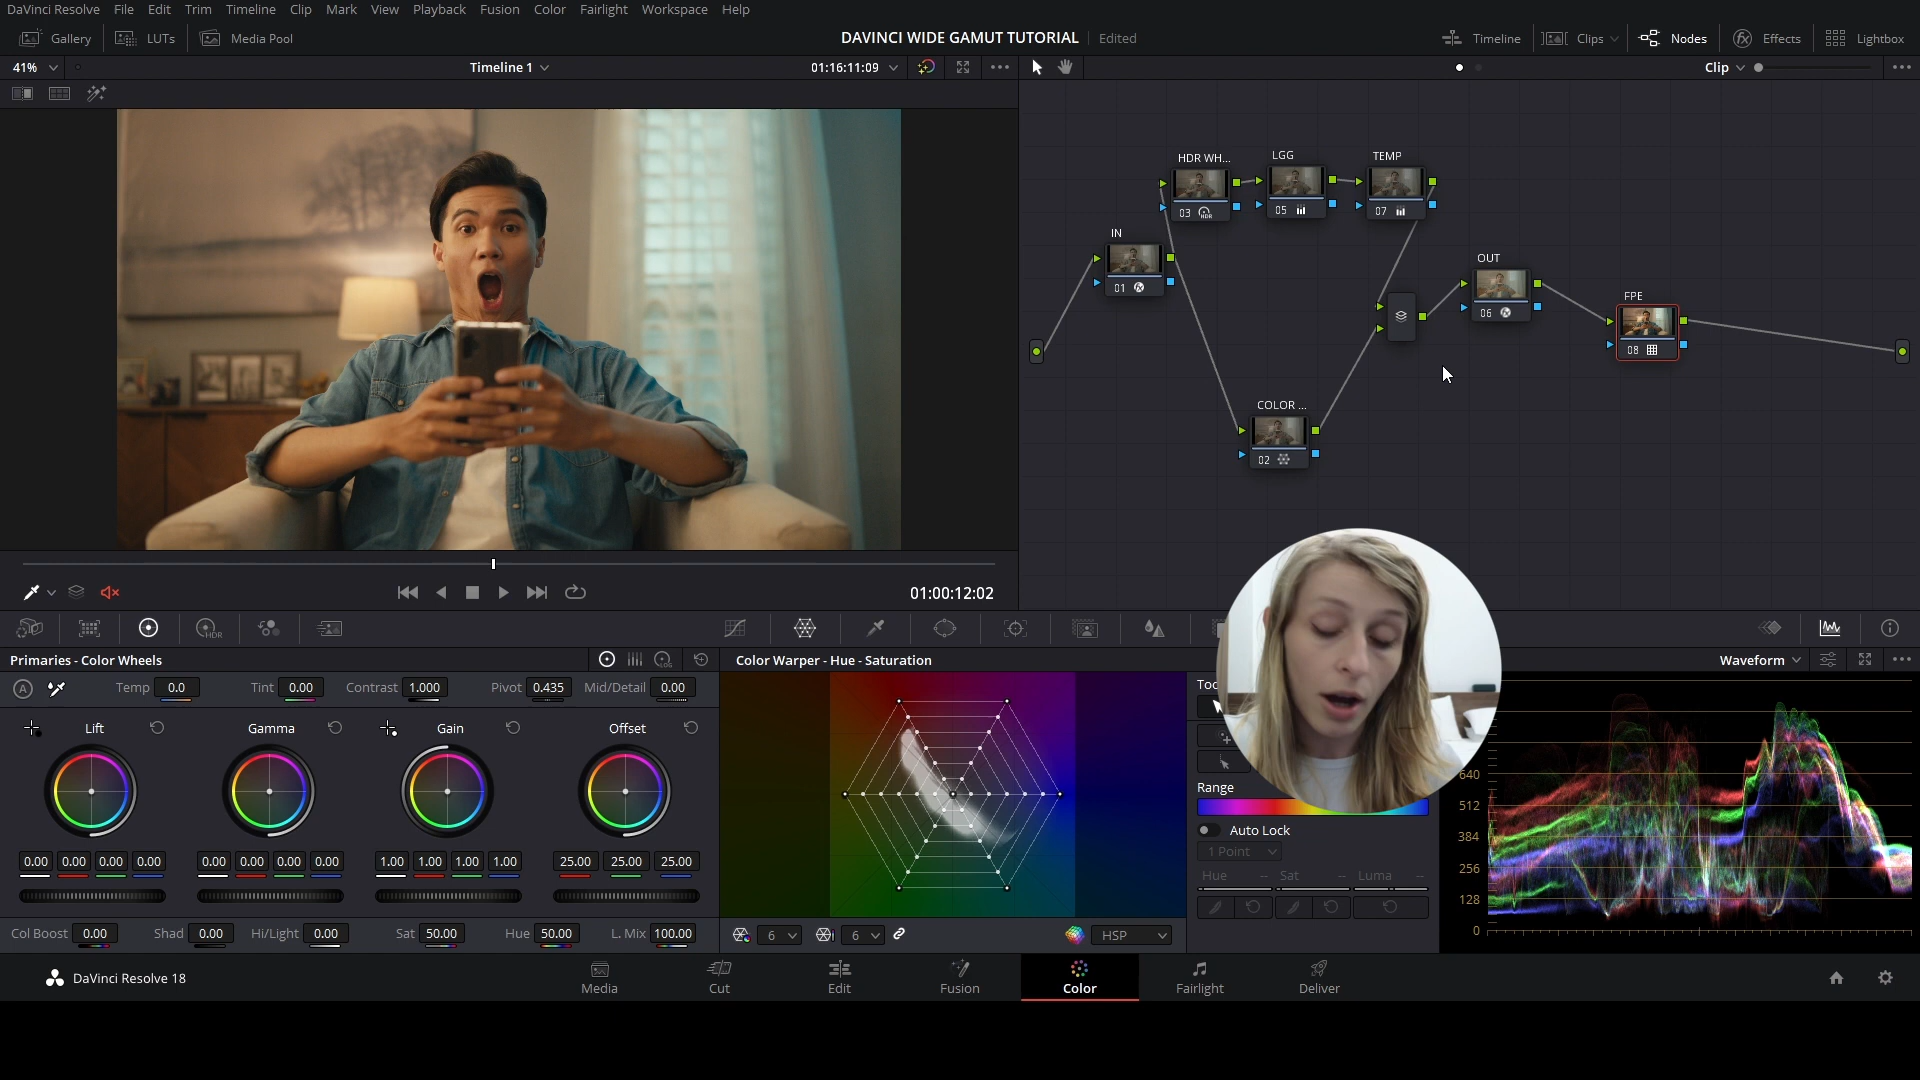 DaVinci Resolve File Edit Trim Timeline Clip Mark View Playback Fusion Color Fairlight Workspace Help
Gallery LUTs Media Pool DAVINCI WIDE GAMUT TUTORIAL Edited Timeline Clips Nodes Effects Lightbox
41% Timeline 1 01:16:11:09 Clip
HDR WH... LGG TEMP
03 HDR 05 07
IN
01
OUT
06
FPE
08
COLOR ...
02
01:00:12:02
HDR
Primaries - Color Wheels LOG Color Warper - Hue - Saturation Waveform
A Temp 0.0 Tint 0.00 Contrast 1.000 Pivot 0.435 Mid/Detail 0.00
Lift Gamma Gain Offset
0.00 0.00 0.00 0.00 0.00 0.00 0.00 0.00 1.00 1.00 1.00 1.00 25.00 25.00 25.00
Col Boost 0.00 Shad 0.00 Hi/Light 0.00 Sat 50.00 Hue 50.00 L. Mix 100.00
6 6 HSP
Range
Auto Lock
1 Point
Hue -- Sat -- Luma --
640
512
384
256
128
0
DaVinci Resolve 18 Media Cut Edit Fusion Color Fairlight Deliver